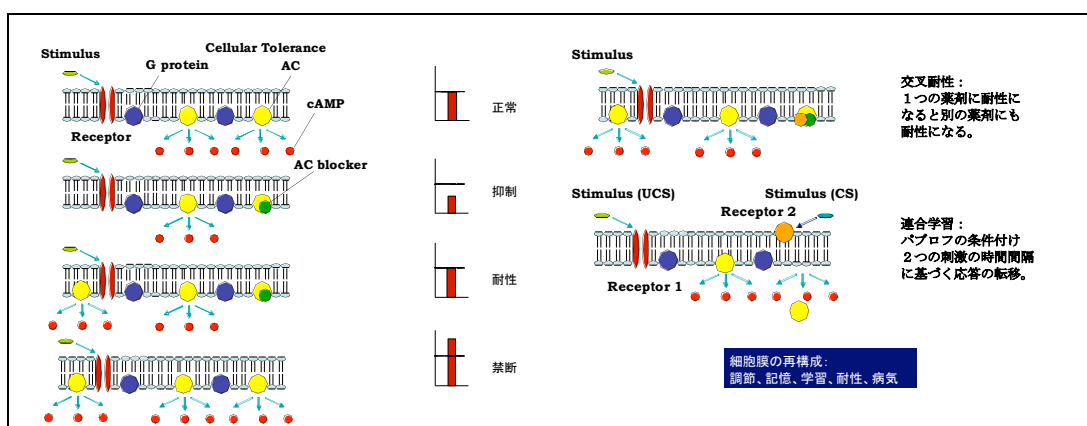 Stimulus
Cellular Tolerance
G protein
AC
cAMP
Receptor
正常
AC blocker
抑制
耐性
禁断
Stimulus
交叉耐性：
１つの薬剤に耐性に
なると別の薬剤にも
耐性になる。
Stimulus (UCS)
Stimulus (CS)
Receptor 2
Receptor 1
連合学習：
パブロフの条件付け
２つの刺激の時間間隔
に基づく応答の転移。
細胞膜の再構成：
調節、記憶、学習、耐性、病気